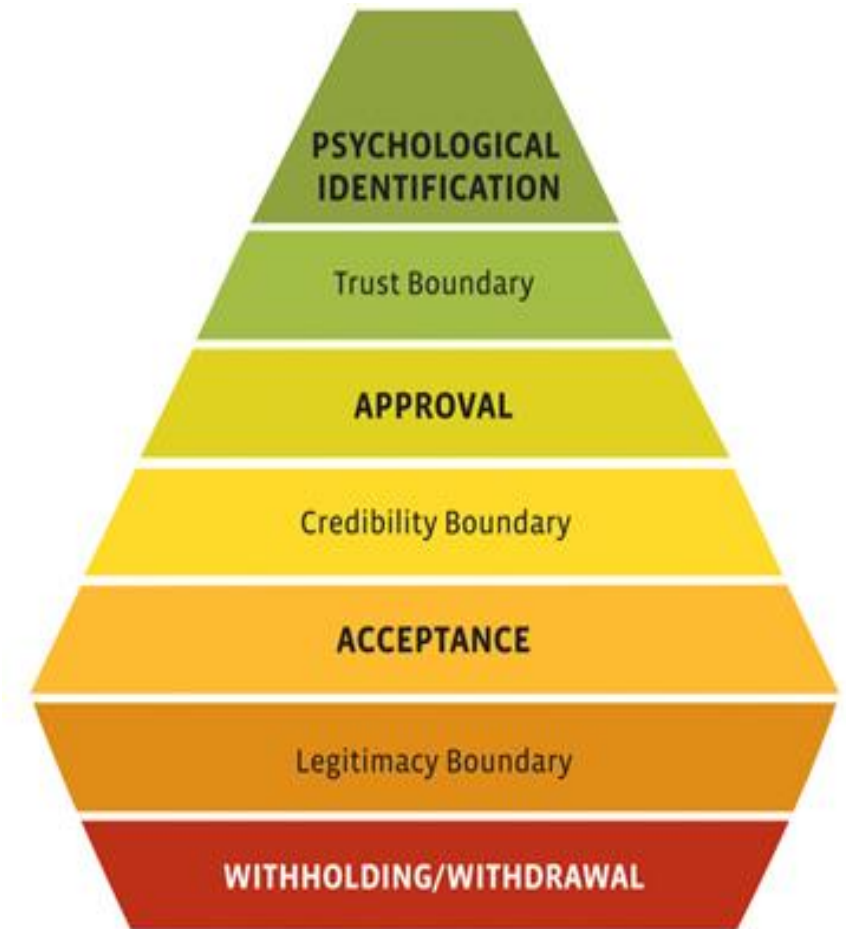 PSYCHOLOGICAL
IDENTIFICATION
Trust Boundary
APPROVAL
Credibility Boundary
ACCEPTANCE
Legitimacy Boundary
WITHHOLDING/WITHDRAWAL